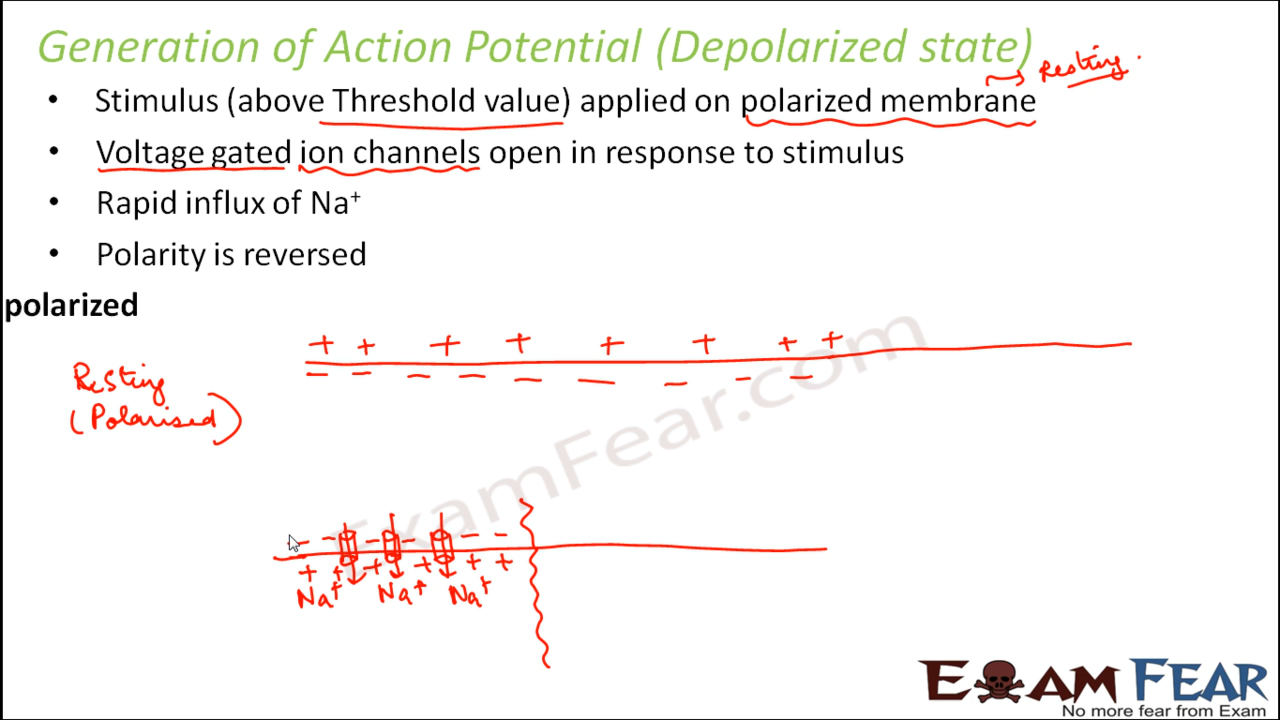 Generation of Action Potential (Depolarized state)
Resting.
• Stimulus (above Threshold value) applied on polarized membrane
• Voltage gated ion channels open in response to stimulus
• Rapid influx of Na⁺
• Polarity is reversed
polarized
+ + + + + + + +
− − − − − − − − −
Resting
(Polarised)
ExamFear.com
− − − − − −
+ + + + + +
Na⁺ Na⁺ Na⁺
EXAM FEAR
No more fear from Exam